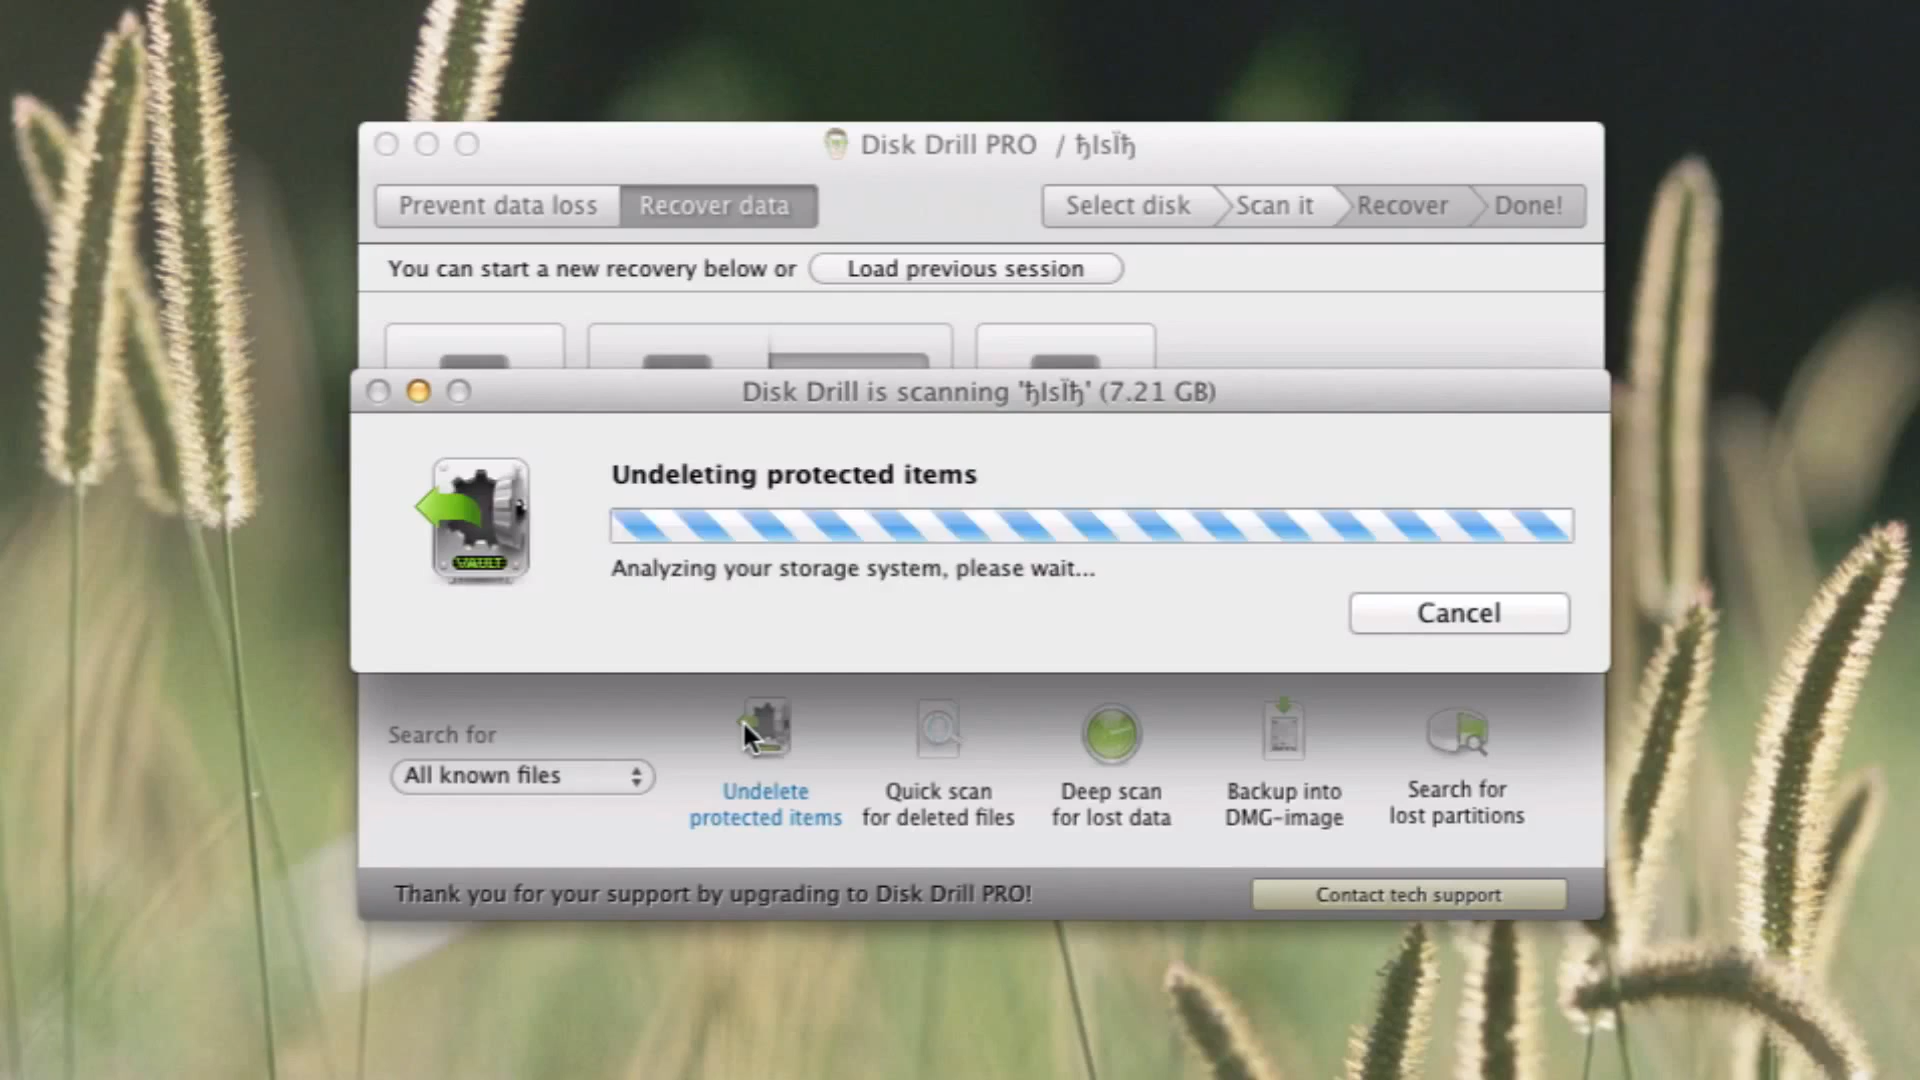 Disk Drill PRO / ђIsÏђ
Prevent data loss
Recover data
Select disk
Scan it
Recover
Done!
You can start a new recovery below or
Load previous session
Disk Drill is scanning 'ђIsÏђ' (7.21 GB)
Undeleting protected items
Analyzing your storage system, please wait...
VAULT
Cancel
Search for
All known files
Undelete
protected items
Quick scan
for deleted files
Deep scan
for lost data
Backup into
DMG-image
Search for
lost partitions
Thank you for your support by upgrading to Disk Drill PRO!
Contact tech support